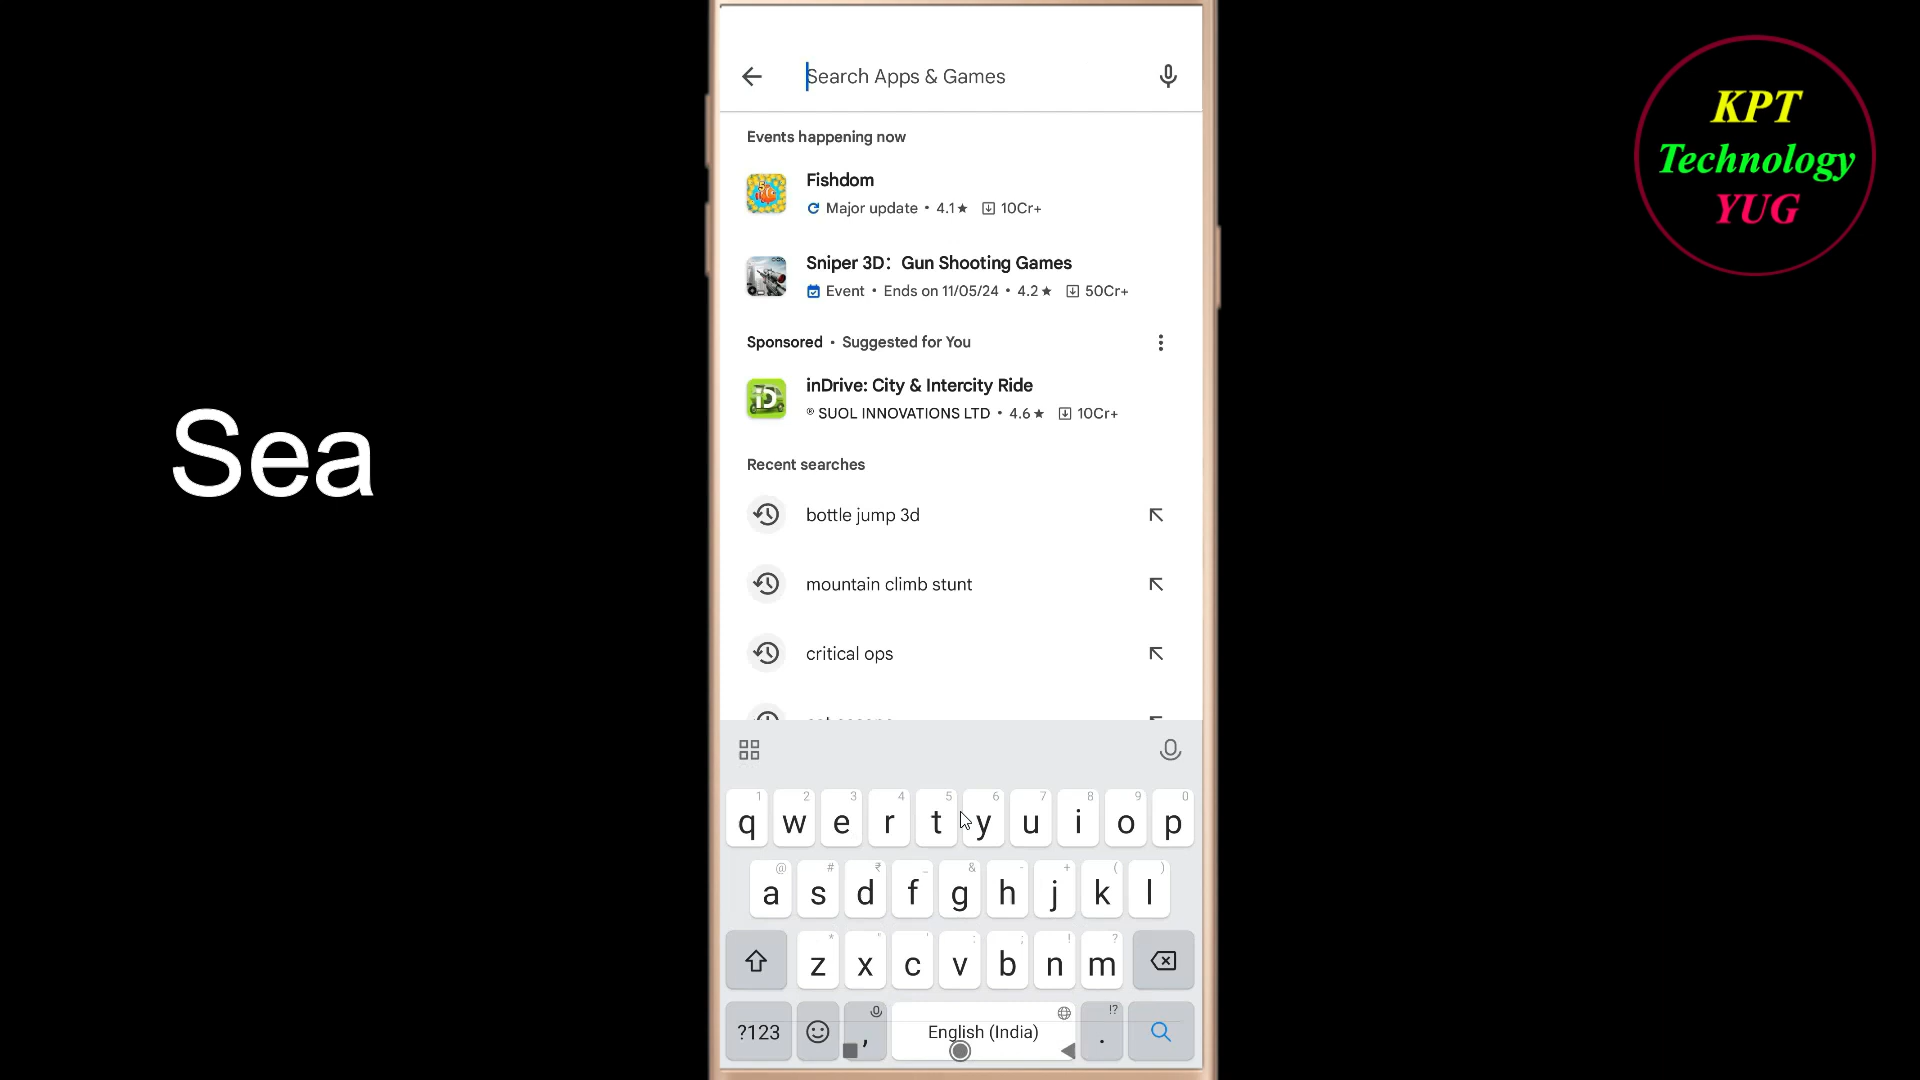 Search Apps & Games
Events happening now
Fishdom
Major update • 4.1★ 10Cr+
Sniper 3D: Gun Shooting Games
Event • Ends on 11/05/24 • 4.2★ 50Cr+
Sponsored • Suggested for You
iD
inDrive: City & Intercity Ride
® SUOL INNOVATIONS LTD • 4.6★ 10Cr+
Recent searches
bottle jump 3d
mountain climb stunt
critical ops
Sea
KPT
Technology
YUG
1 2 3 4 5 6 7 8 9 0
q w e r t y u i o p
@ # ₹ _ & - + ( )
a s d f g h j k l
* " ' : ; ! ?
z x c v b n m
!?
?123 , English (India) .